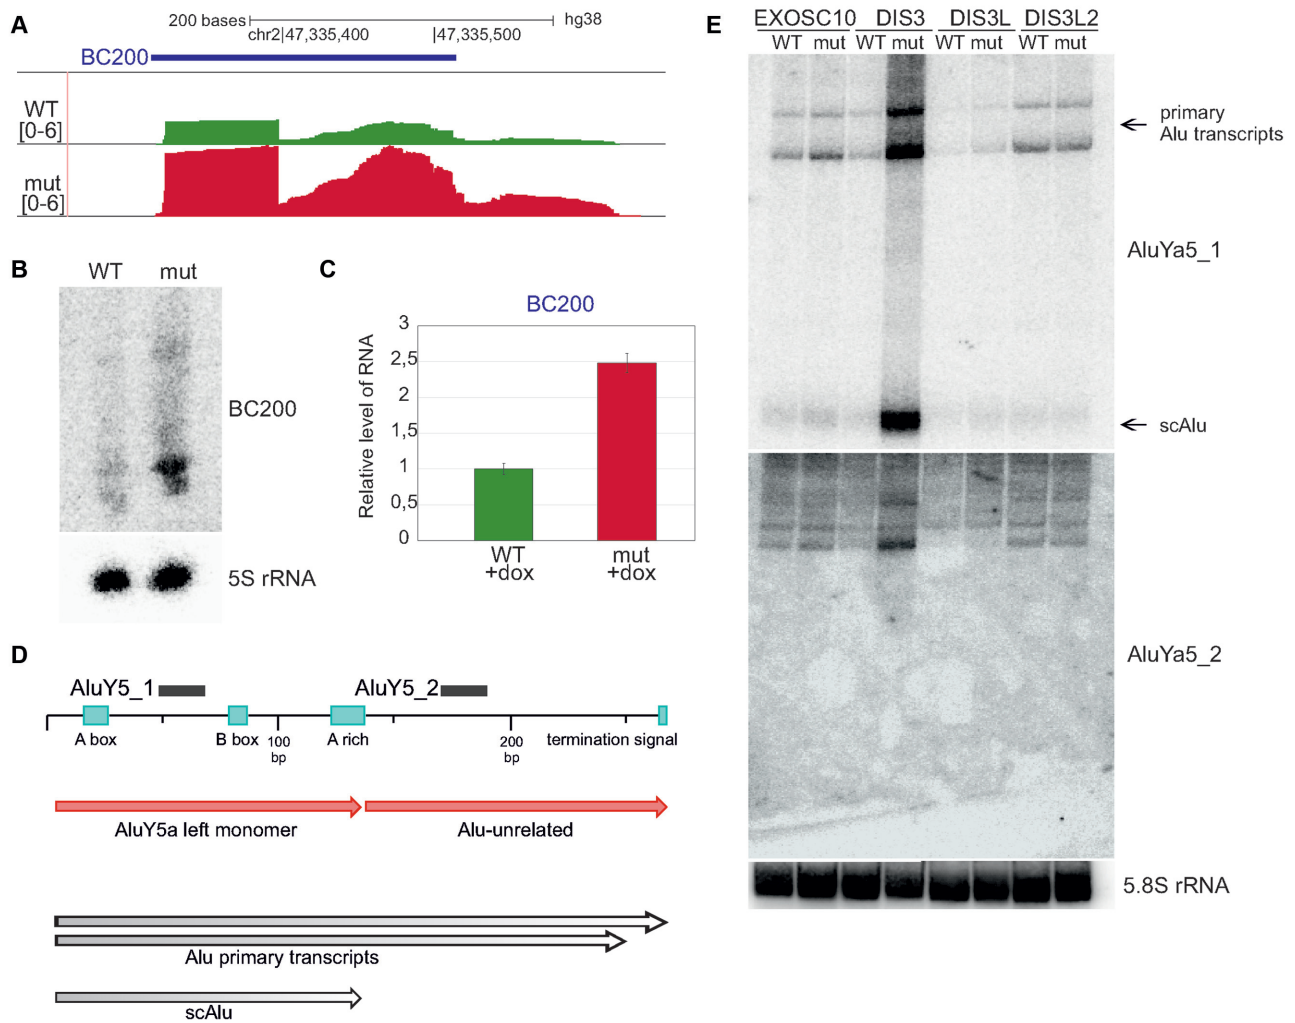 A
200 bases
hg38
chr2|47,335,400
|47,335,500
BC200
WT
[0-6]
mut
[0-6]
B
WT mut
BC200
5S rRNA
C
BC200
Relative level of RNA
3
2,5
2
1,5
1
0,5
0
WT
+dox
mut
+dox
D
AluY5_1
AluY5_2
A box
B box
100
bp
A rich
200
bp
termination signal
AluY5a left monomer
Alu-unrelated
Alu primary transcripts
scAlu
E
EXOSC10 DIS3 DIS3L DIS3L2
WT mut WT mut WT mut WT mut
primary
Alu transcripts
AluYa5_1
scAlu
AluYa5_2
5.8S rRNA